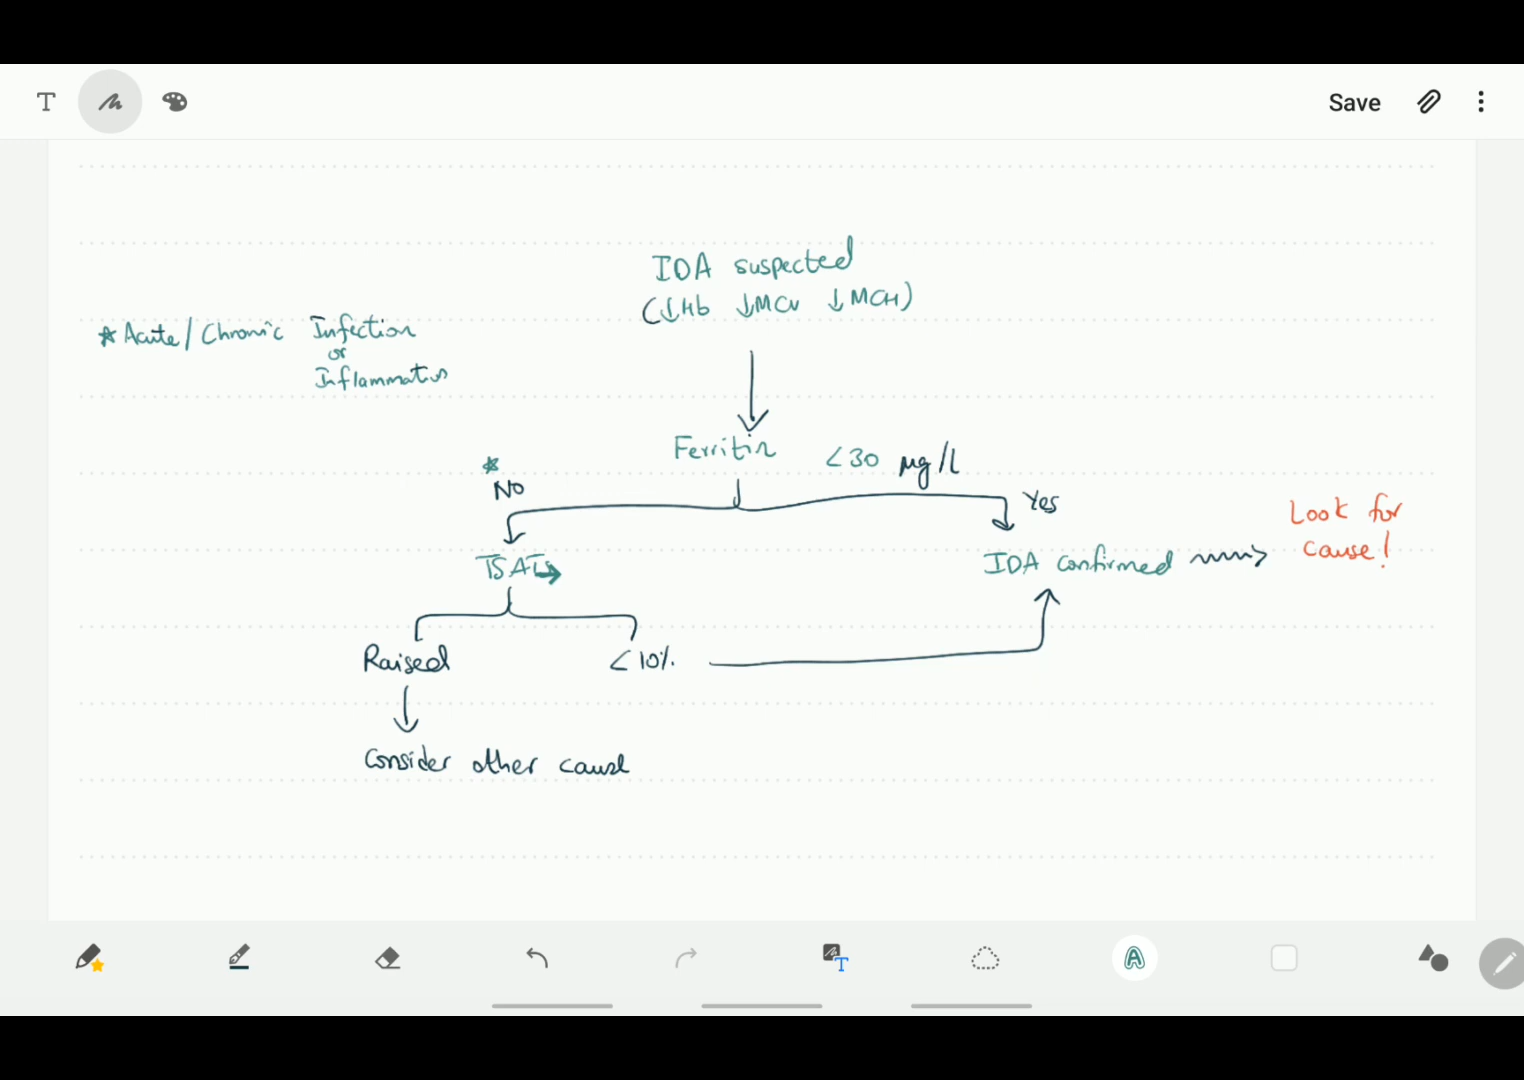 Save
IDA suspected
(↓Hb ↓MCV ↓MCH)
* Acute/Chronic Infection
or
Inflammation
Ferritin <30 µg/L
*
No
Yes
Look for
cause!
TSAT
IDA confirmed
Raised
<10%
Consider other cause